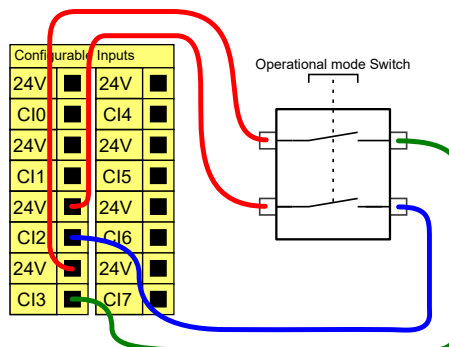 Configurable Inputs
Operational mode Switch
24V 24V
CI0 CI4
24V 24V
CI1 CI5
24V 24V
CI2 CI6
24V 24V
CI3 CI7